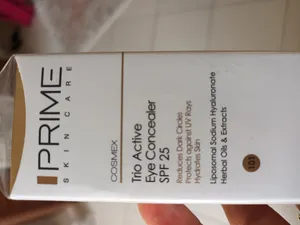 PRIME
SKIN CARE
COSMEX
Trio Active
Eye Concealer
SPF 25
Reduces Dark Circles
Protects against UV Rays
Hydrates Skin
Liposomal Sodium Hyaluronate
Herbal Oils & Extracts
101